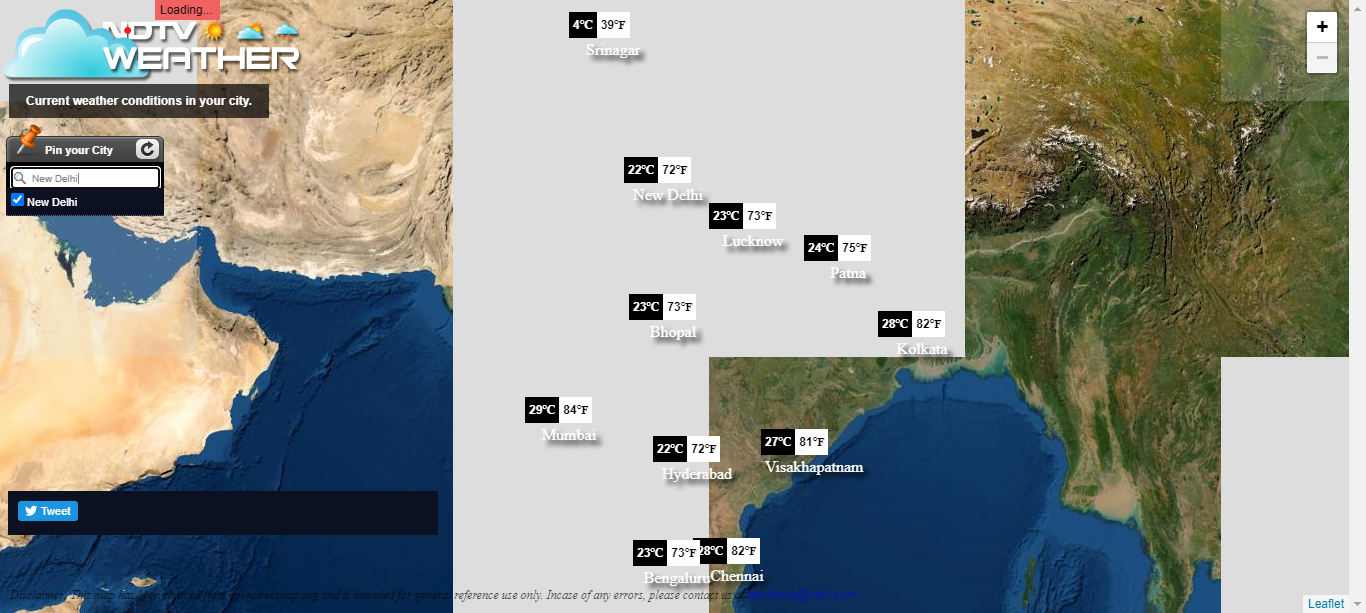 Loading...
NDTV
WEATHER
Current weather conditions in your city.
Pin your City
New Delhi
New Delhi
4°C 39°F
Srinagar
22°C 72°F
New Delhi
23°C 73°F
Lucknow
24°C 75°F
Patna
23°C 73°F
Bhopal
28°C 82°F
Kolkata
29°C 84°F
Mumbai
22°C 72°F
Hyderabad
27°C 81°F
Visakhapatnam
23°C 73°F
Bengaluru
28°C 82°F
Chennai
+
−
Tweet
Disclaimer: This map has been sourced from openstreetmap.org and is intended for general reference use only. Incase of any errors, please contact us at feedback@ndtv.com
Leaflet